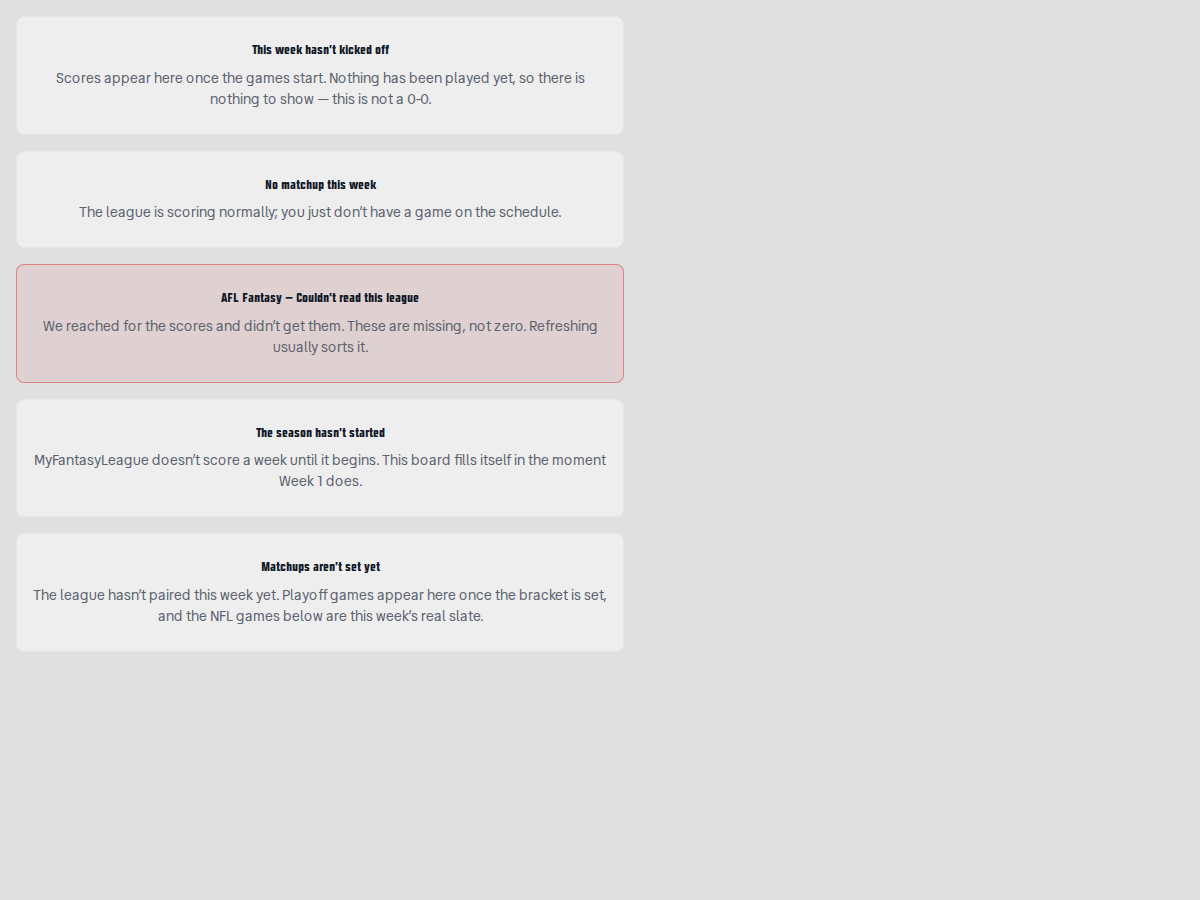 This week hasn't kicked off
Scores appear here once the games start. Nothing has been played yet, so there is
nothing to show — this is not a 0-0.
No matchup this week
The league is scoring normally; you just don't have a game on the schedule.
AFL Fantasy — Couldn't read this league
We reached for the scores and didn't get them. These are missing, not zero. Refreshing
usually sorts it.
The season hasn't started
MyFantasyLeague doesn't score a week until it begins. This board fills itself in the moment
Week 1 does.
Matchups aren't set yet
The league hasn't paired this week yet. Playoff games appear here once the bracket is set,
and the NFL games below are this week's real slate.